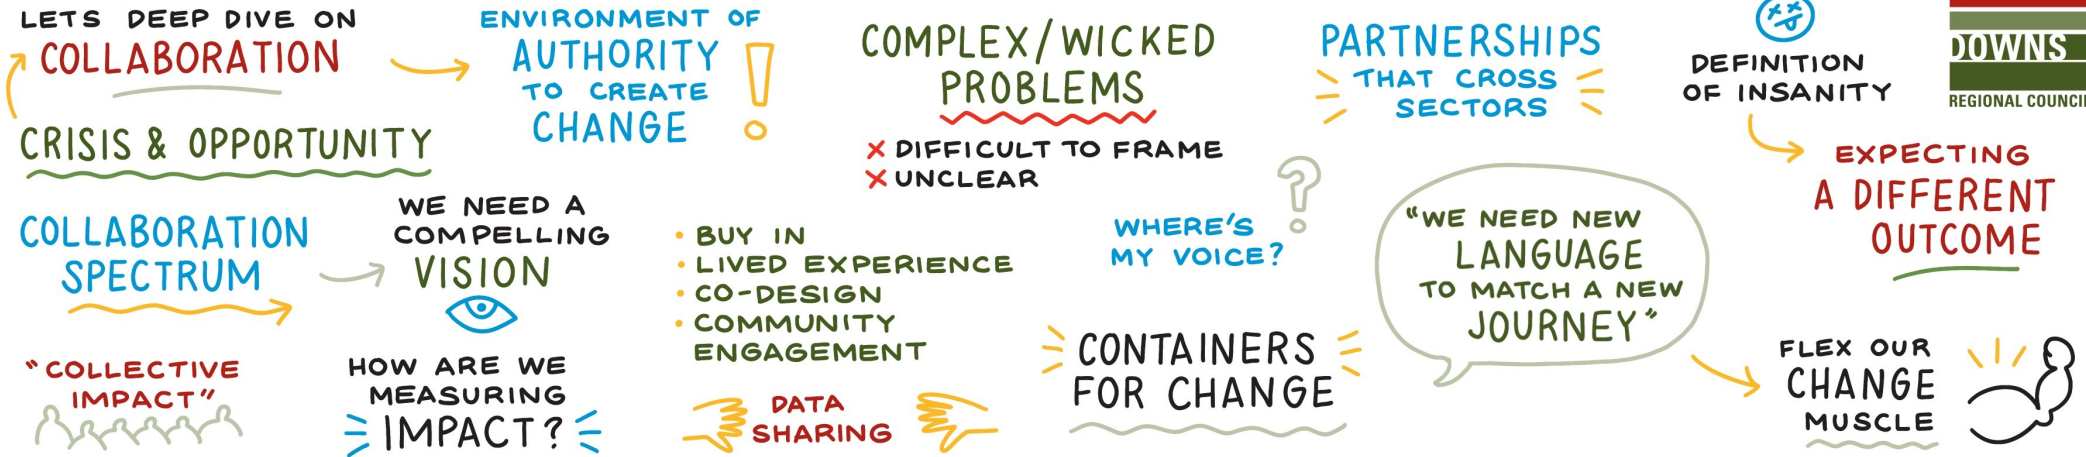 LETS DEEP DIVE ON
COLLABORATION
CRISIS & OPPORTUNITY
ENVIRONMENT OF
AUTHORITY
TO CREATE
CHANGE
!
COMPLEX/WICKED
PROBLEMS
X DIFFICULT TO FRAME
X UNCLEAR
PARTNERSHIPS
THAT CROSS
SECTORS
DEFINITION
OF INSANITY
EXPECTING
A DIFFERENT
OUTCOME
DOWNS
REGIONAL COUNCIL
COLLABORATION
SPECTRUM
WE NEED A
COMPELLING
VISION
• BUY IN
• LIVED EXPERIENCE
• CO-DESIGN
• COMMUNITY
ENGAGEMENT
WHERE'S
MY VOICE?
?
"WE NEED NEW
LANGUAGE
TO MATCH A NEW
JOURNEY"
"COLLECTIVE
IMPACT"
HOW ARE WE
MEASURING
IMPACT?
DATA
SHARING
CONTAINERS
FOR CHANGE
FLEX OUR
CHANGE
MUSCLE